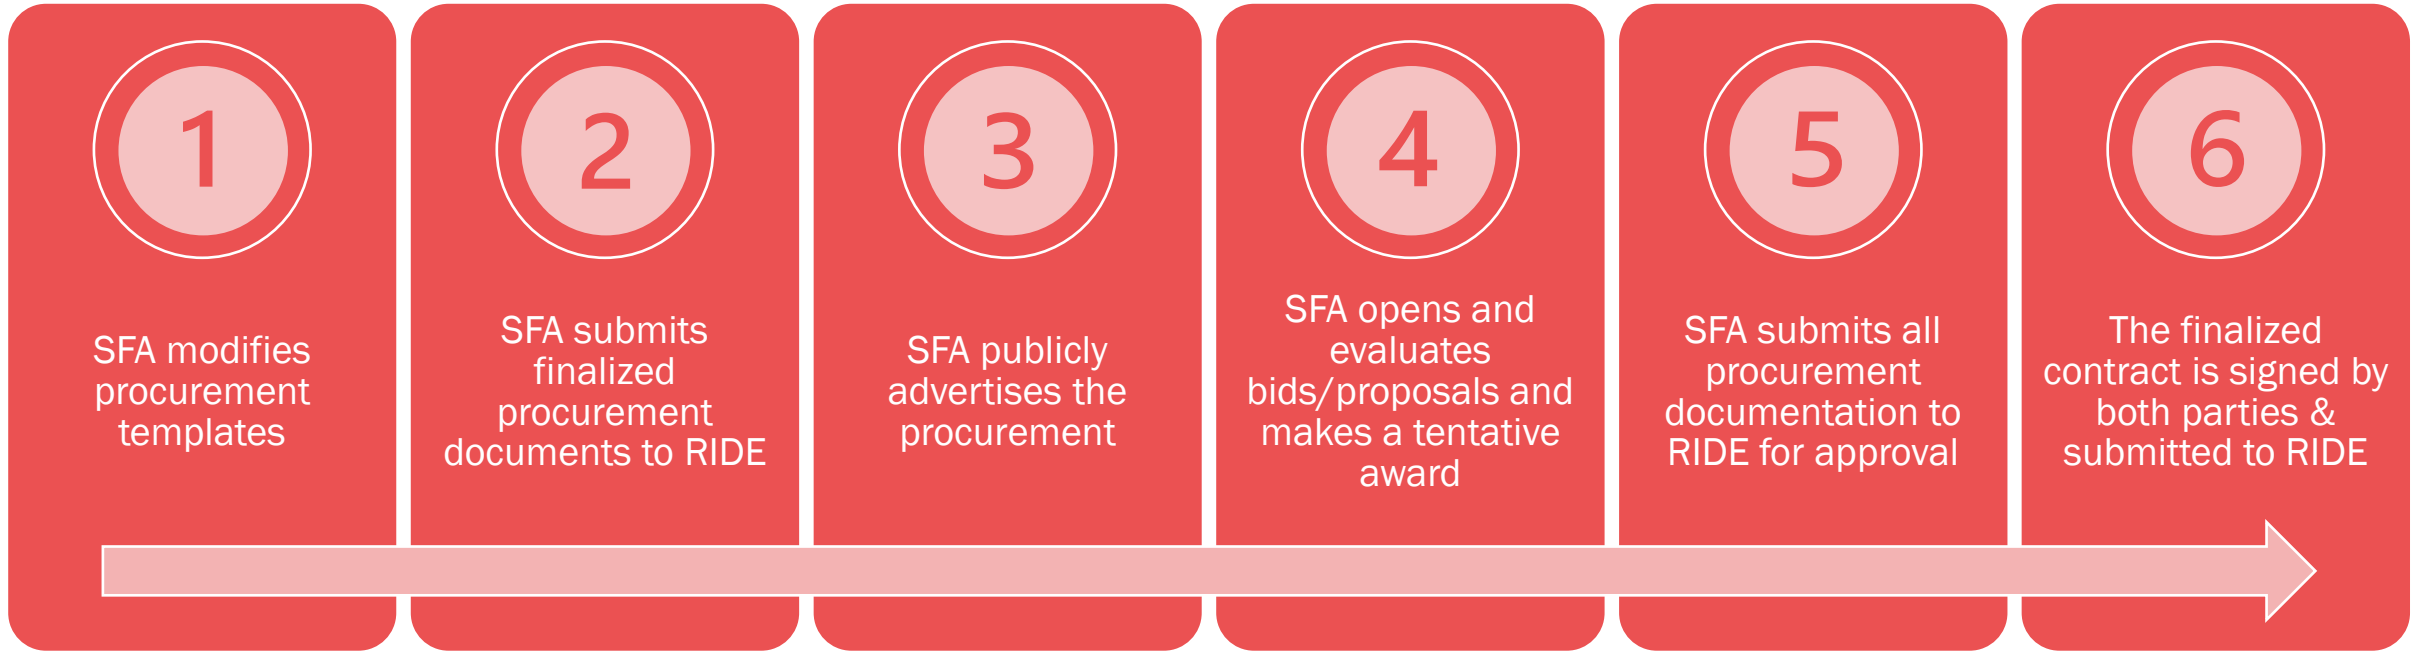 1
SFA modifies
procurement
templates
2
SFA submits
finalized
procurement
documents to RIDE
3
SFA publicly
advertises the
procurement
4
SFA opens and
evaluates
bids/proposals and
makes a tentative
award
5
SFA submits all
procurement
documentation to
RIDE for approval
6
The finalized
contract is signed by
both parties &
submitted to RIDE